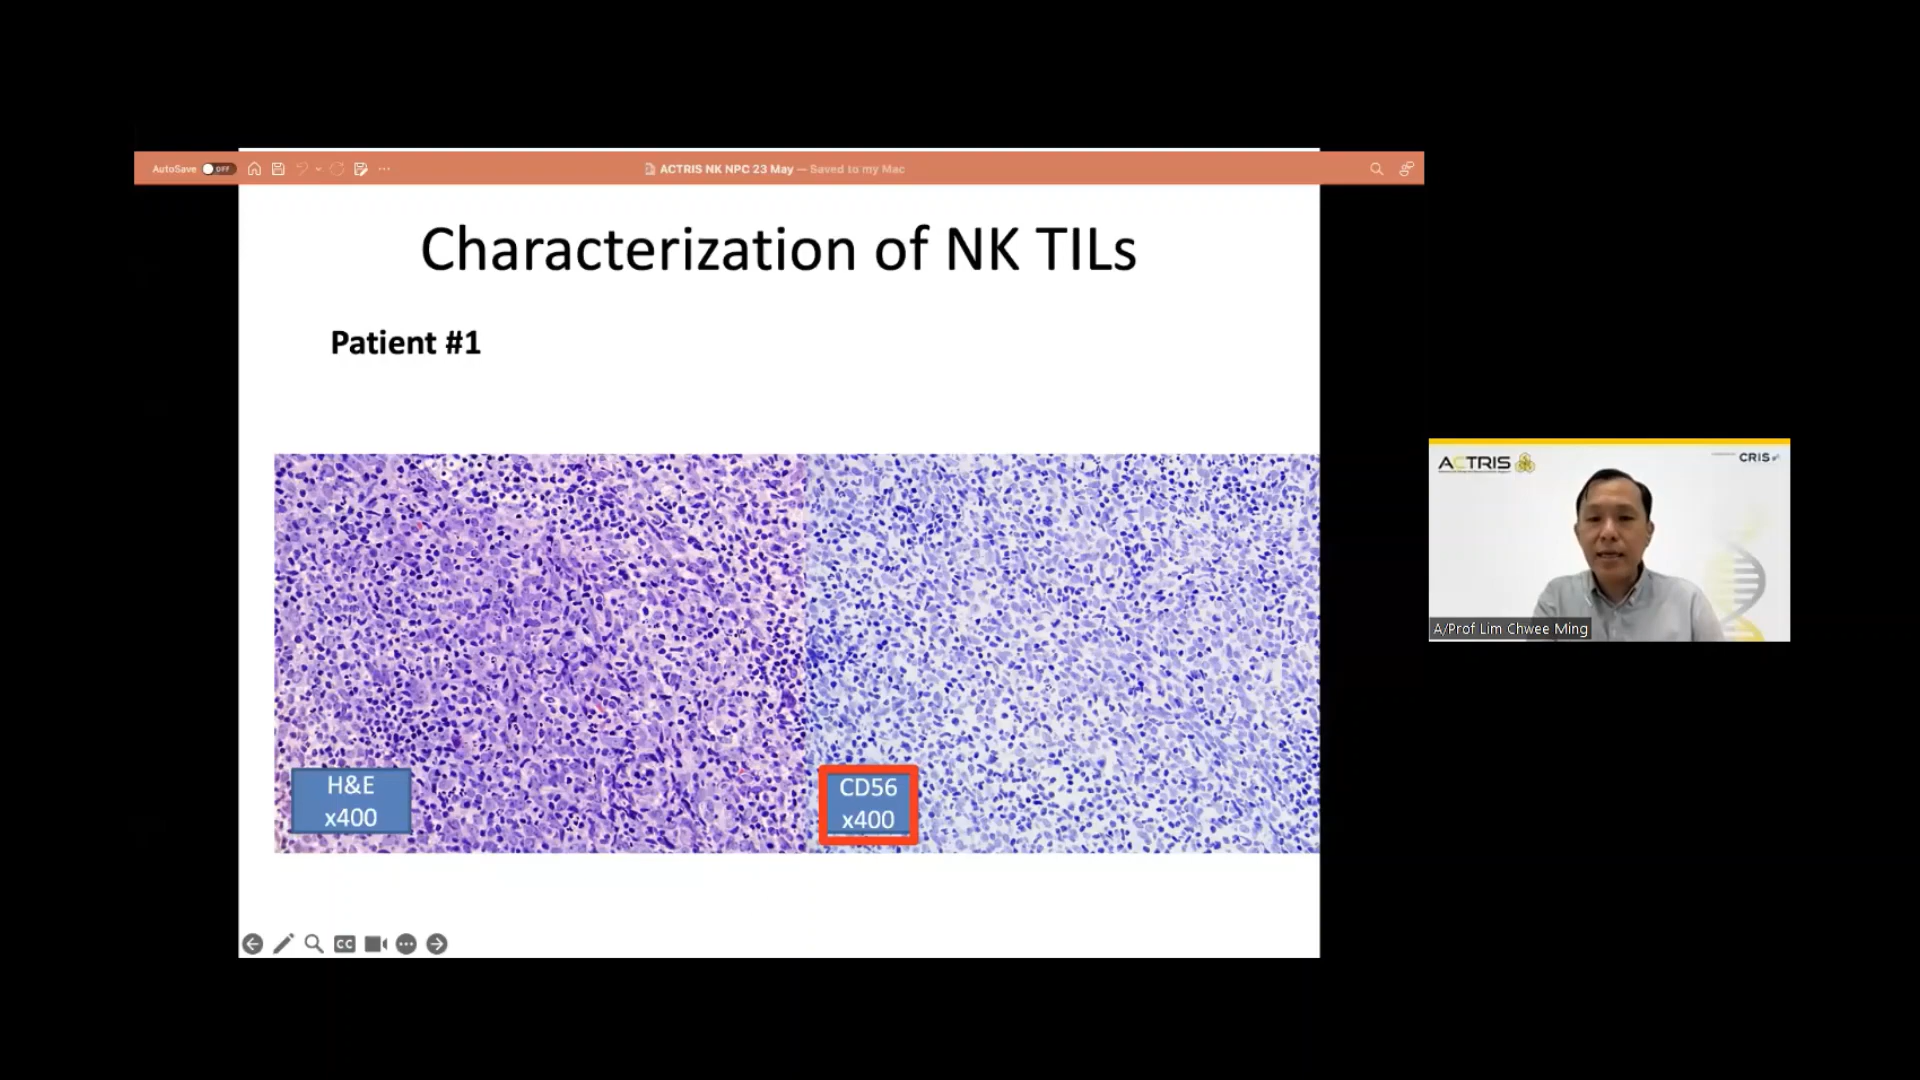 AutoSave OFF
ACTRIS NK NPC 23 May — Saved to my Mac
Characterization of NK TILs
Patient #1
H&E
x400
CD56
x400
CC
ACTRIS
CRIS
A/Prof Lim Chwee Ming